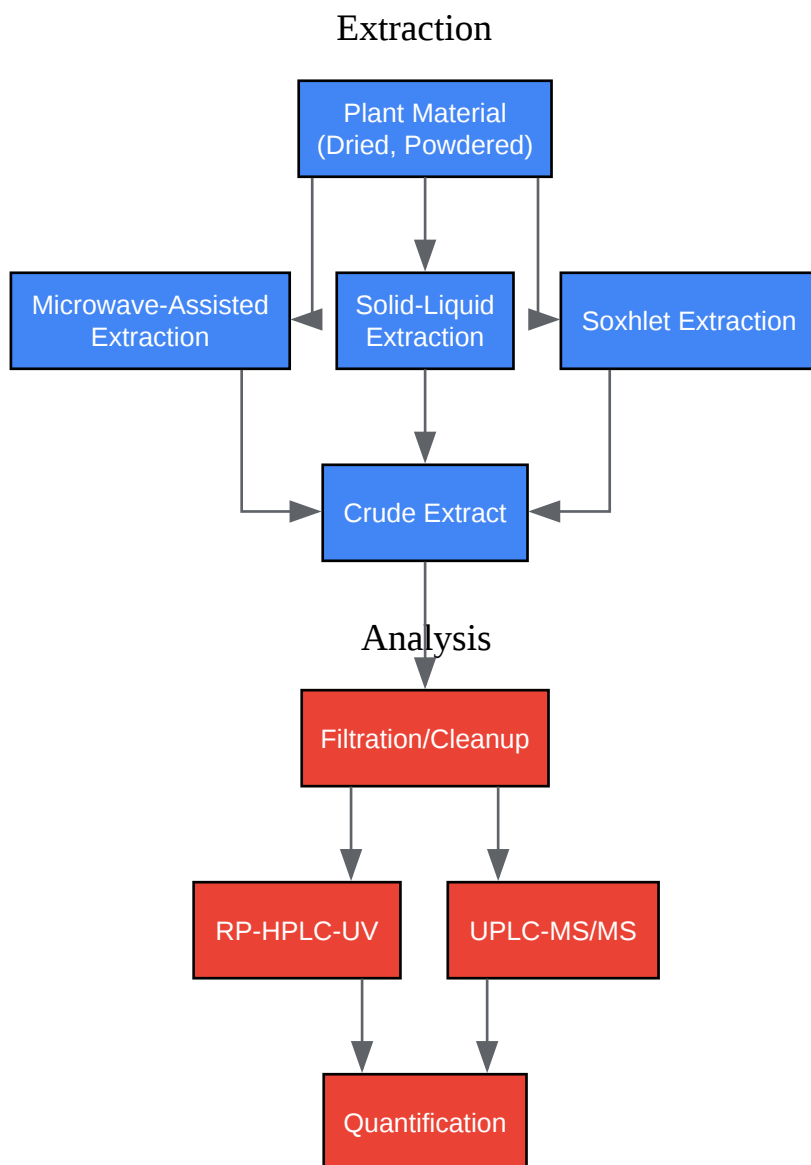 Extraction
Plant Material
(Dried, Powdered)
Microwave-Assisted
Extraction
Solid-Liquid
Extraction
Soxhlet Extraction
Crude Extract
Analysis
Filtration/Cleanup
RP-HPLC-UV
UPLC-MS/MS
Quantification